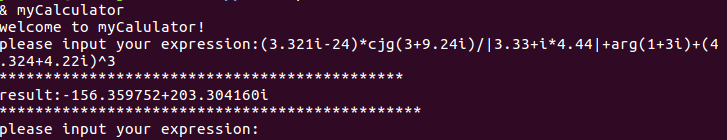 & myCalculator
welcome to myCalulator!
please input your expression:(3.321i-24)*cjg(3+9.24i)/|3.33+i*4.44|+arg(1+3i)+(4
.324+4.22i)^3
*********************************************
result:-156.359752+203.304160i
***********************************************
please input your expression: